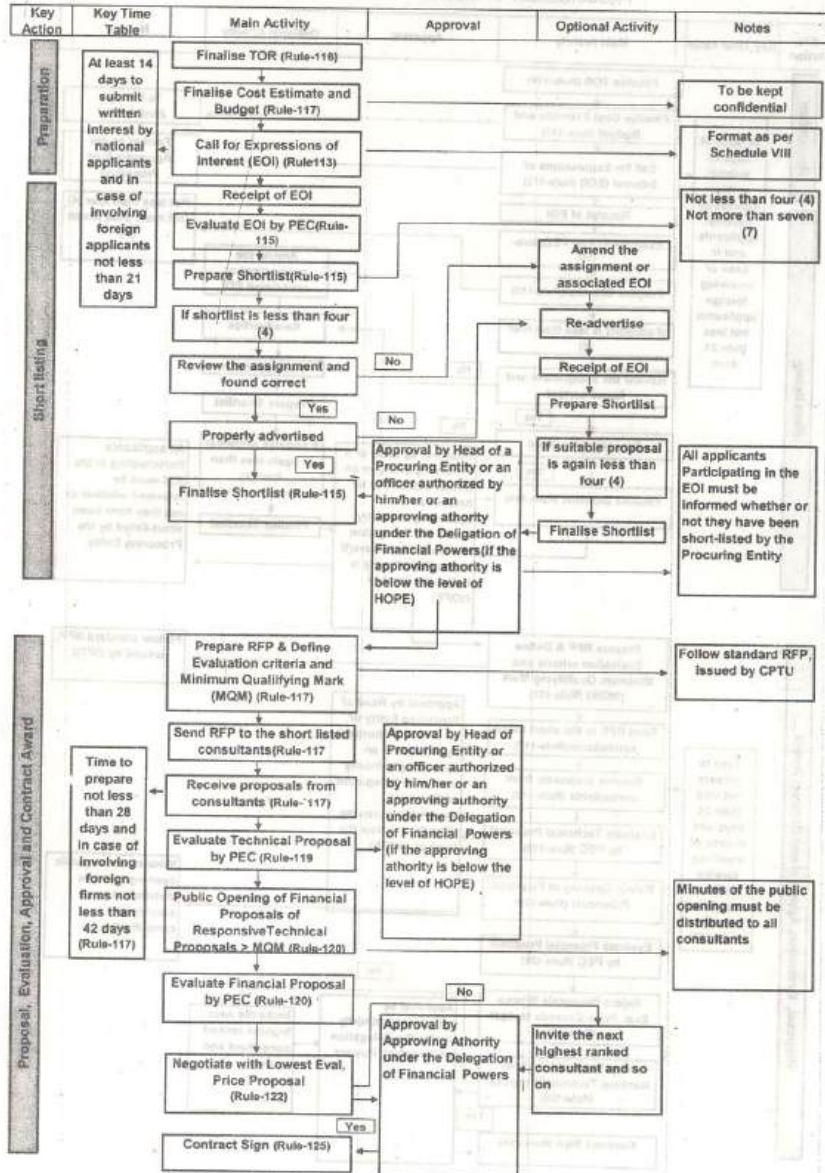 Key Action
Key Time Table
Main Activity
Approval
Optional Activity
Notes
Preparation
Short listing
Proposal, Evaluation, Approval and Contract Award
At least 14
days to
submit
written
interest by
national
applicants
and in
case of
involving
foreign
applicants
not less
than 21
days
Finalise TOR (Rule-116)
Finalise Cost Estimate and
Budget (Rule-117)
To be kept
confidential
Call for Expressions of
Interest (EOI) (Rule113)
Format as per
Schedule VIII
Receipt of EOI
Evaluate EOI by PEC(Rule-
115)
Not less than four (4)
Not more than seven
(7)
Prepare Shortlist(Rule-115)
Amend the
assignment or
associated EOI
If shortlist is less than four
(4)
Re-advertise
Review the assignment and
found correct
No
Receipt of EOI
Yes
No
Prepare Shortlist
Properly advertised
Yes
Finalise Shortlist (Rule-115)
Approval by Head of a
Procuring Entity or an
officer authorized by
him/her or an
approving athority
under the Deligation of
Financial Powers(if the
approving athority is
below the level of
HOPE)
If suitable proposal
is again less than
four (4)
Finalise Shortlist
All applicants
Participating in the
EOI must be
informed whether or
not they have been
short-listed by the
Procuring Entity
Prepare RFP & Define
Evaluation criteria and
Minimum Qualifying Mark
(MQM) (Rule-117)
Follow standard RFP,
issued by CPTU
Send RFP to the short listed
consultants(Rule-117
Time to
prepare
not less
than 28
days and
in case of
involving
foreign
firms not
less than
42 days
(Rule-117)
Receive proposals from
consultants (Rule-117)
Approval by Head of
Procuring Entity or
an officer authorized
by him/her or an
approving authority
under the Delegation
of Financial Powers
(if the approving
athority is below the
level of HOPE)
Evaluate Technical Proposal
by PEC (Rule-119
Public Opening of Financial
Proposals of
ResponsiveTechnical
Proposals > MQM (Rule-120)
Minutes of the public
opening must be
distributed to all
consultants
Evaluate Financial Proposal
by PEC (Rule-120)
No
Negotiate with Lowest Eval,
Price Proposal
(Rule-122)
Approval by
Approving Athority
under the Delegation
of Financial Powers
Invite the next
highest ranked
consultant and so
on
Yes
Contract Sign (Rule-125)